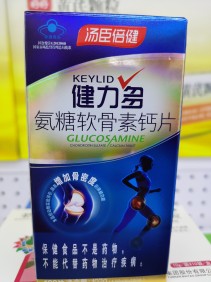 汤臣倍健
KEYLID
健力多
氨糖软骨素钙片
GLUCOSAMINE
增加骨密度
保健食品不是药物，
不能代替药物治疗疾病。